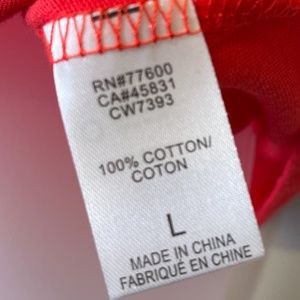 RN#77600
CA#45831
CW7393
100% COTTON/
COTON
L
MADE IN CHINA
FABRIQUÉ EN CHINE